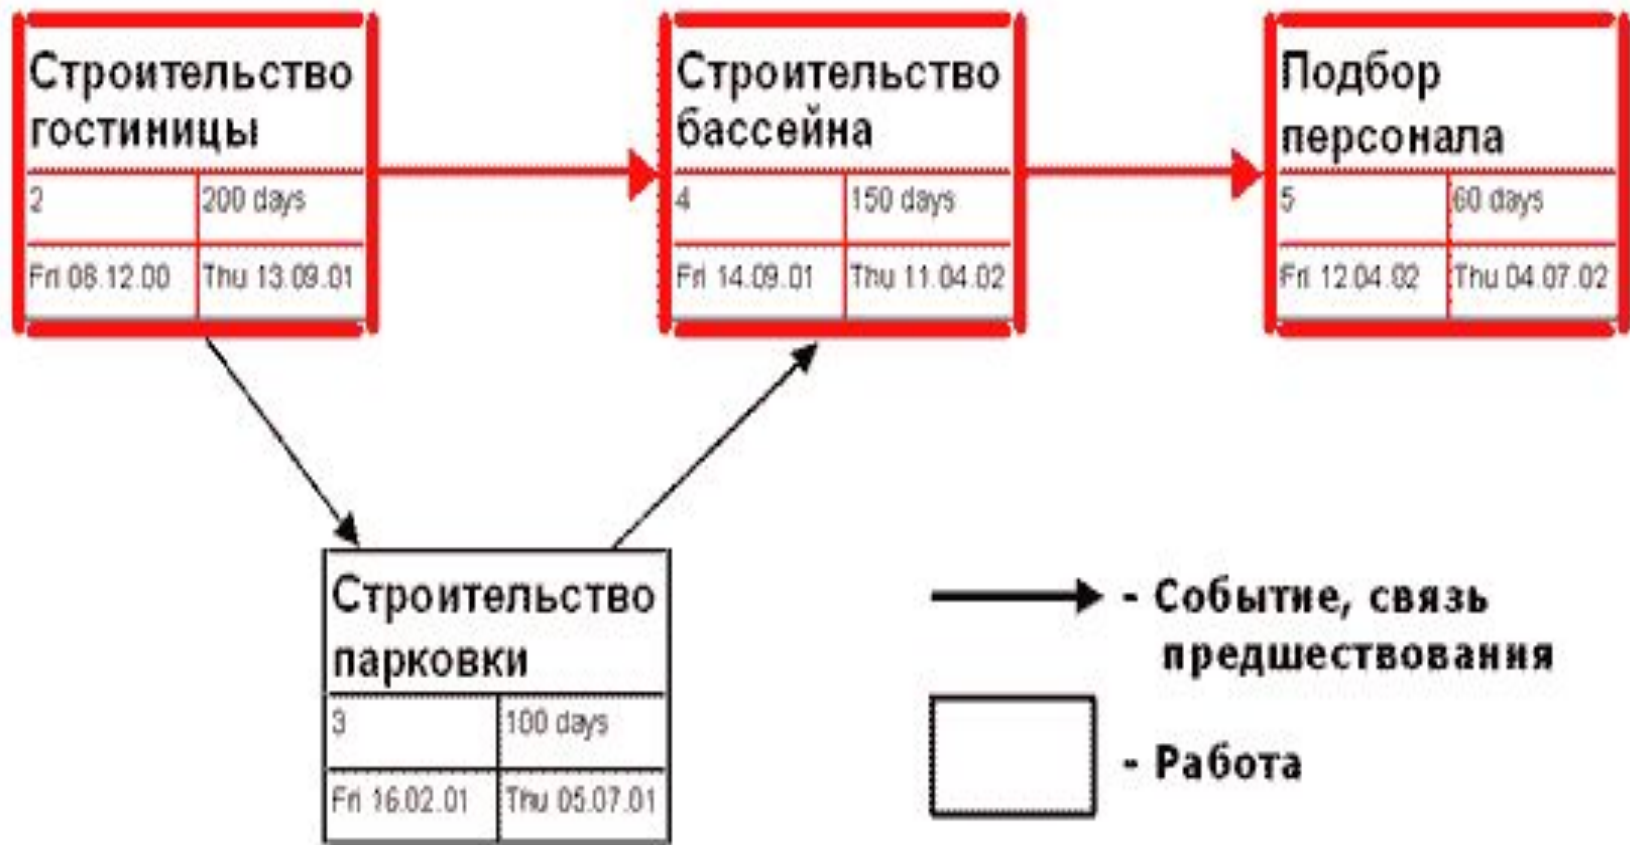 Строительство
гостиницы
2 200 days
Fri 08.12.00 Thu 13.09.01
Строительство
бассейна
4 150 days
Fri 14.09.01 Thu 11.04.02
Подбор
персонала
5 60 days
Fri 12.04.02 Thu 04.07.02
Строительство
парковки
3 100 days
Fri 16.02.01 Thu 05.07.01
- Событие, связь
предшествования
- Работа